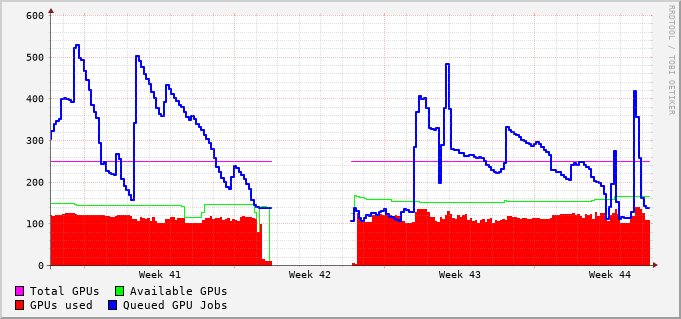 600
500
400
300
200
100
0
Week 41 Week 42 Week 43 Week 44
Total GPUs Available GPUs
GPUs used Queued GPU Jobs
RRDTOOL / TOBI OETIKER